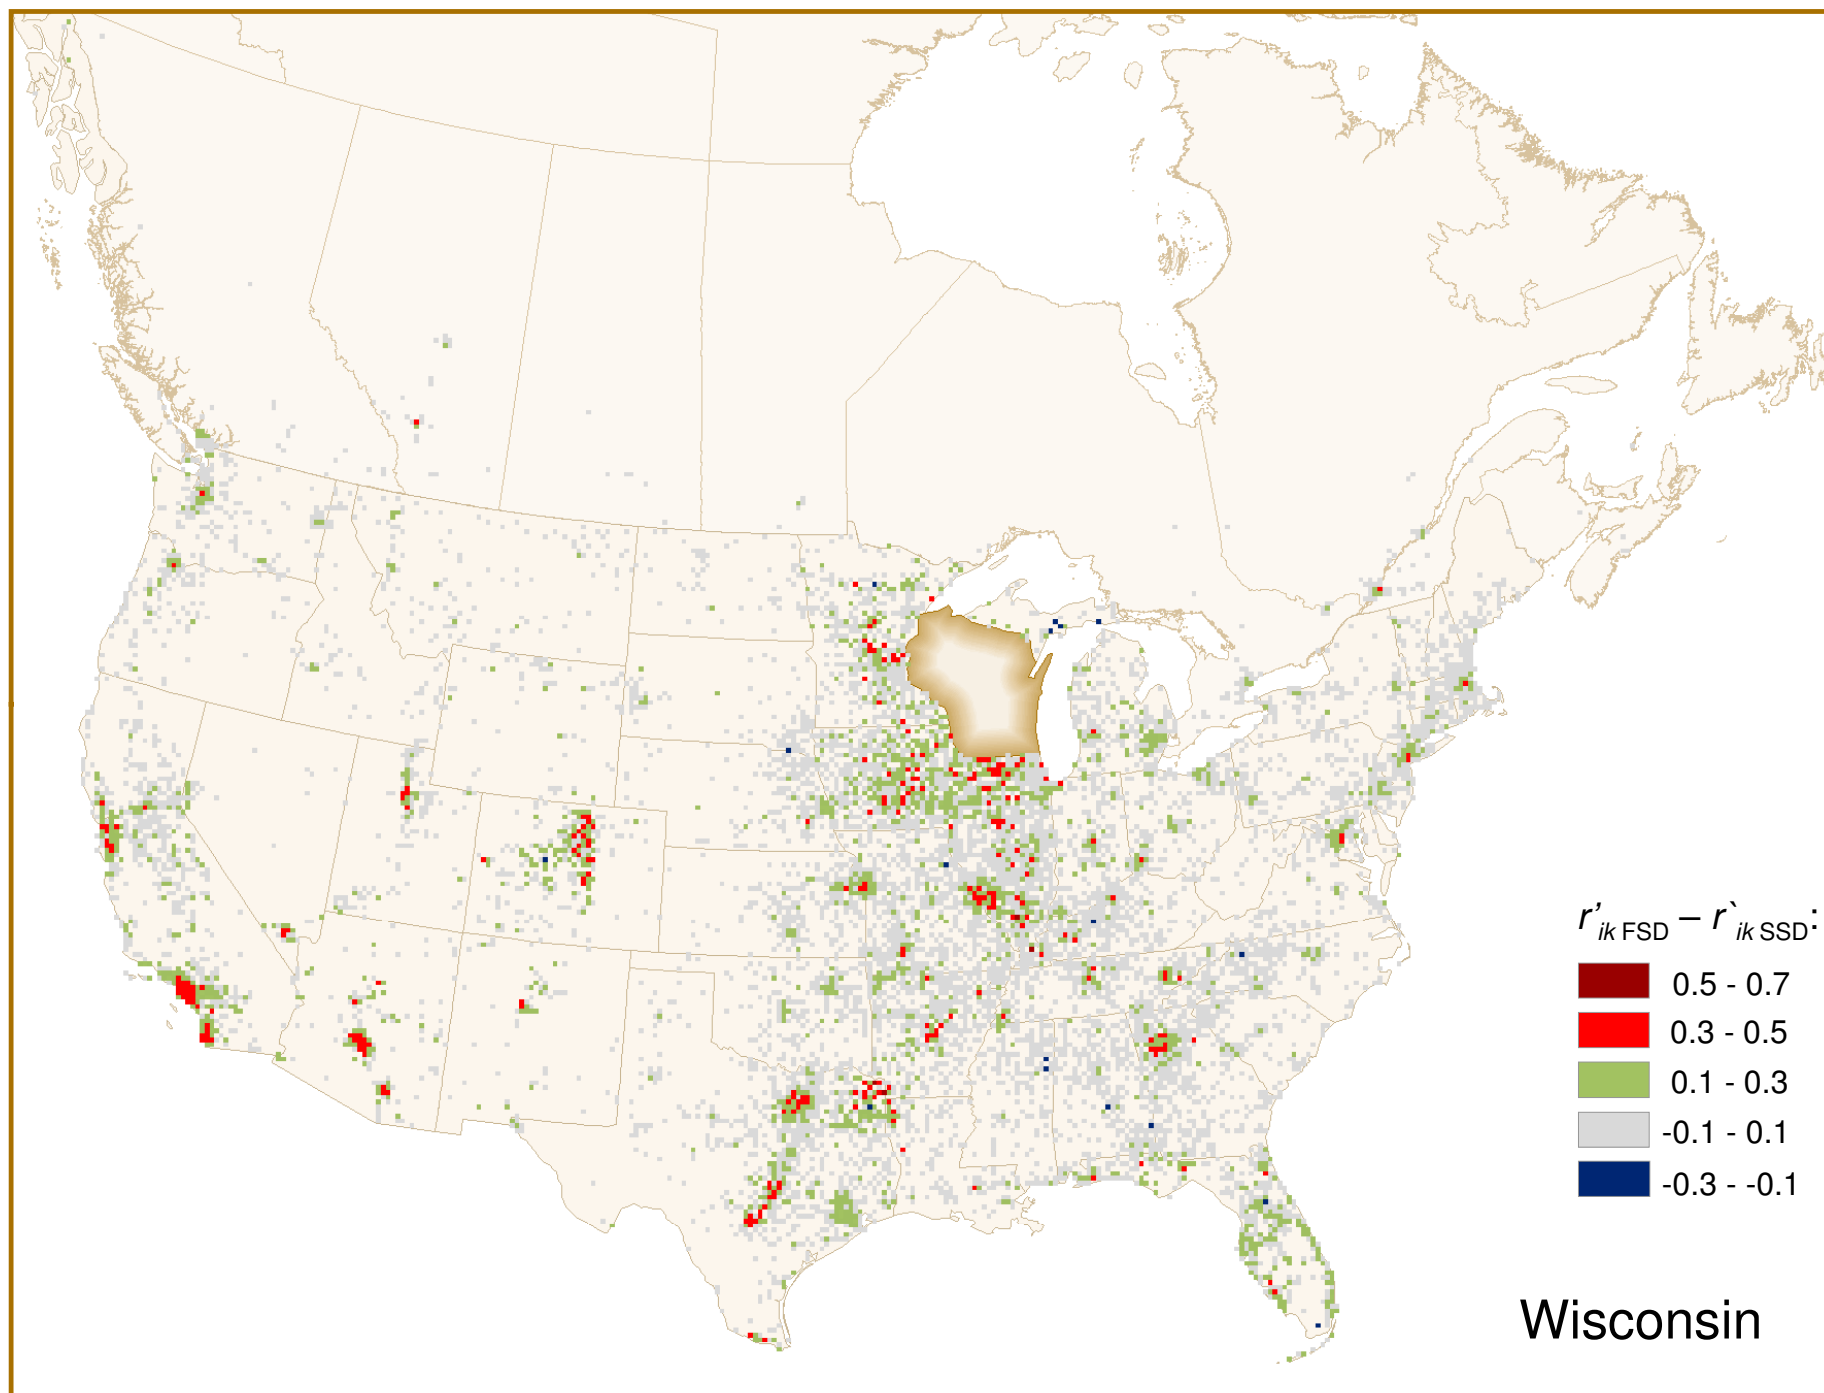 r'ik FSD – r`ik SSD:
0.5 - 0.7
0.3 - 0.5
0.1 - 0.3
-0.1 - 0.1
-0.3 - -0.1
Wisconsin